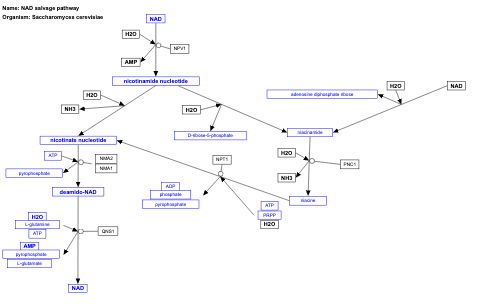 Name: NAD salvage pathway
Organism: Saccharomyces cerevisiae
NAD
H2O
NPY1
AMP
nicotinamide nucleotide
H2O
NH3
H2O
adenosine diphosphate ribose
H2O
NAD
nicotinate nucleotide
D-ribose-5-phosphate
niacinamide
ATP
NMA2
NMA1
pyrophosphate
NPT1
H2O
PNC1
NH3
deamido-NAD
ADP
phosphate
pyrophosphate
niacine
ATP
PRPP
H2O
H2O
L-glutamine
ATP
QNS1
AMP
pyrophosphate
L-glutamate
NAD